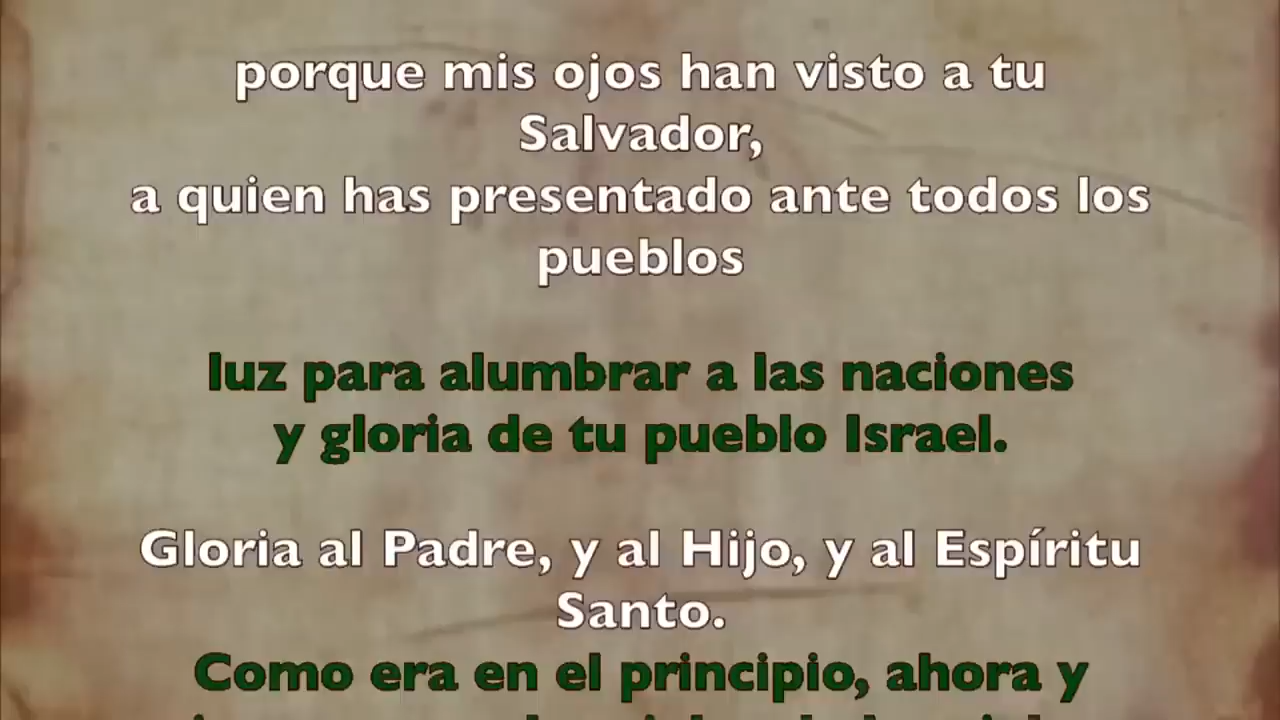 porque mis ojos han visto a tu
Salvador,
a quien has presentado ante todos los
pueblos
luz para alumbrar a las naciones
y gloria de tu pueblo Israel.
Gloria al Padre, y al Hijo, y al Espíritu
Santo.
Como era en el principio, ahora y